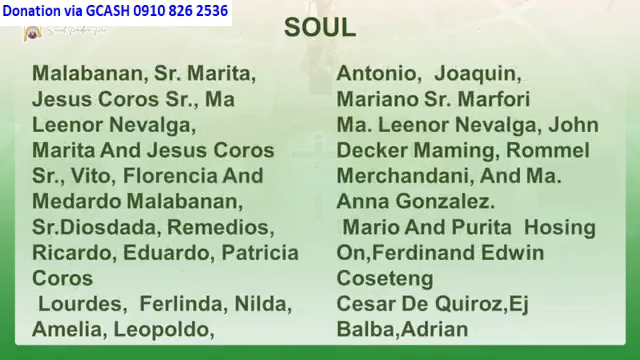 Donation via GCASH 0910 826 2536
SOUL
Malabanan, Sr. Marita,
Jesus Coros Sr., Ma
Leenor Nevalga,
Marita And Jesus Coros
Sr., Vito, Florencia And
Medardo Malabanan,
Sr.Diosdada, Remedios,
Ricardo, Eduardo, Patricia
Coros
Lourdes, Ferlinda, Nilda,
Amelia, Leopoldo,
Antonio, Joaquin,
Mariano Sr. Marfori
Ma. Leenor Nevalga, John
Decker Maming, Rommel
Merchandani, And Ma.
Anna Gonzalez.
Mario And Purita Hosing
On,Ferdinand Edwin
Coseteng
Cesar De Quiroz,Ej
Balba,Adrian